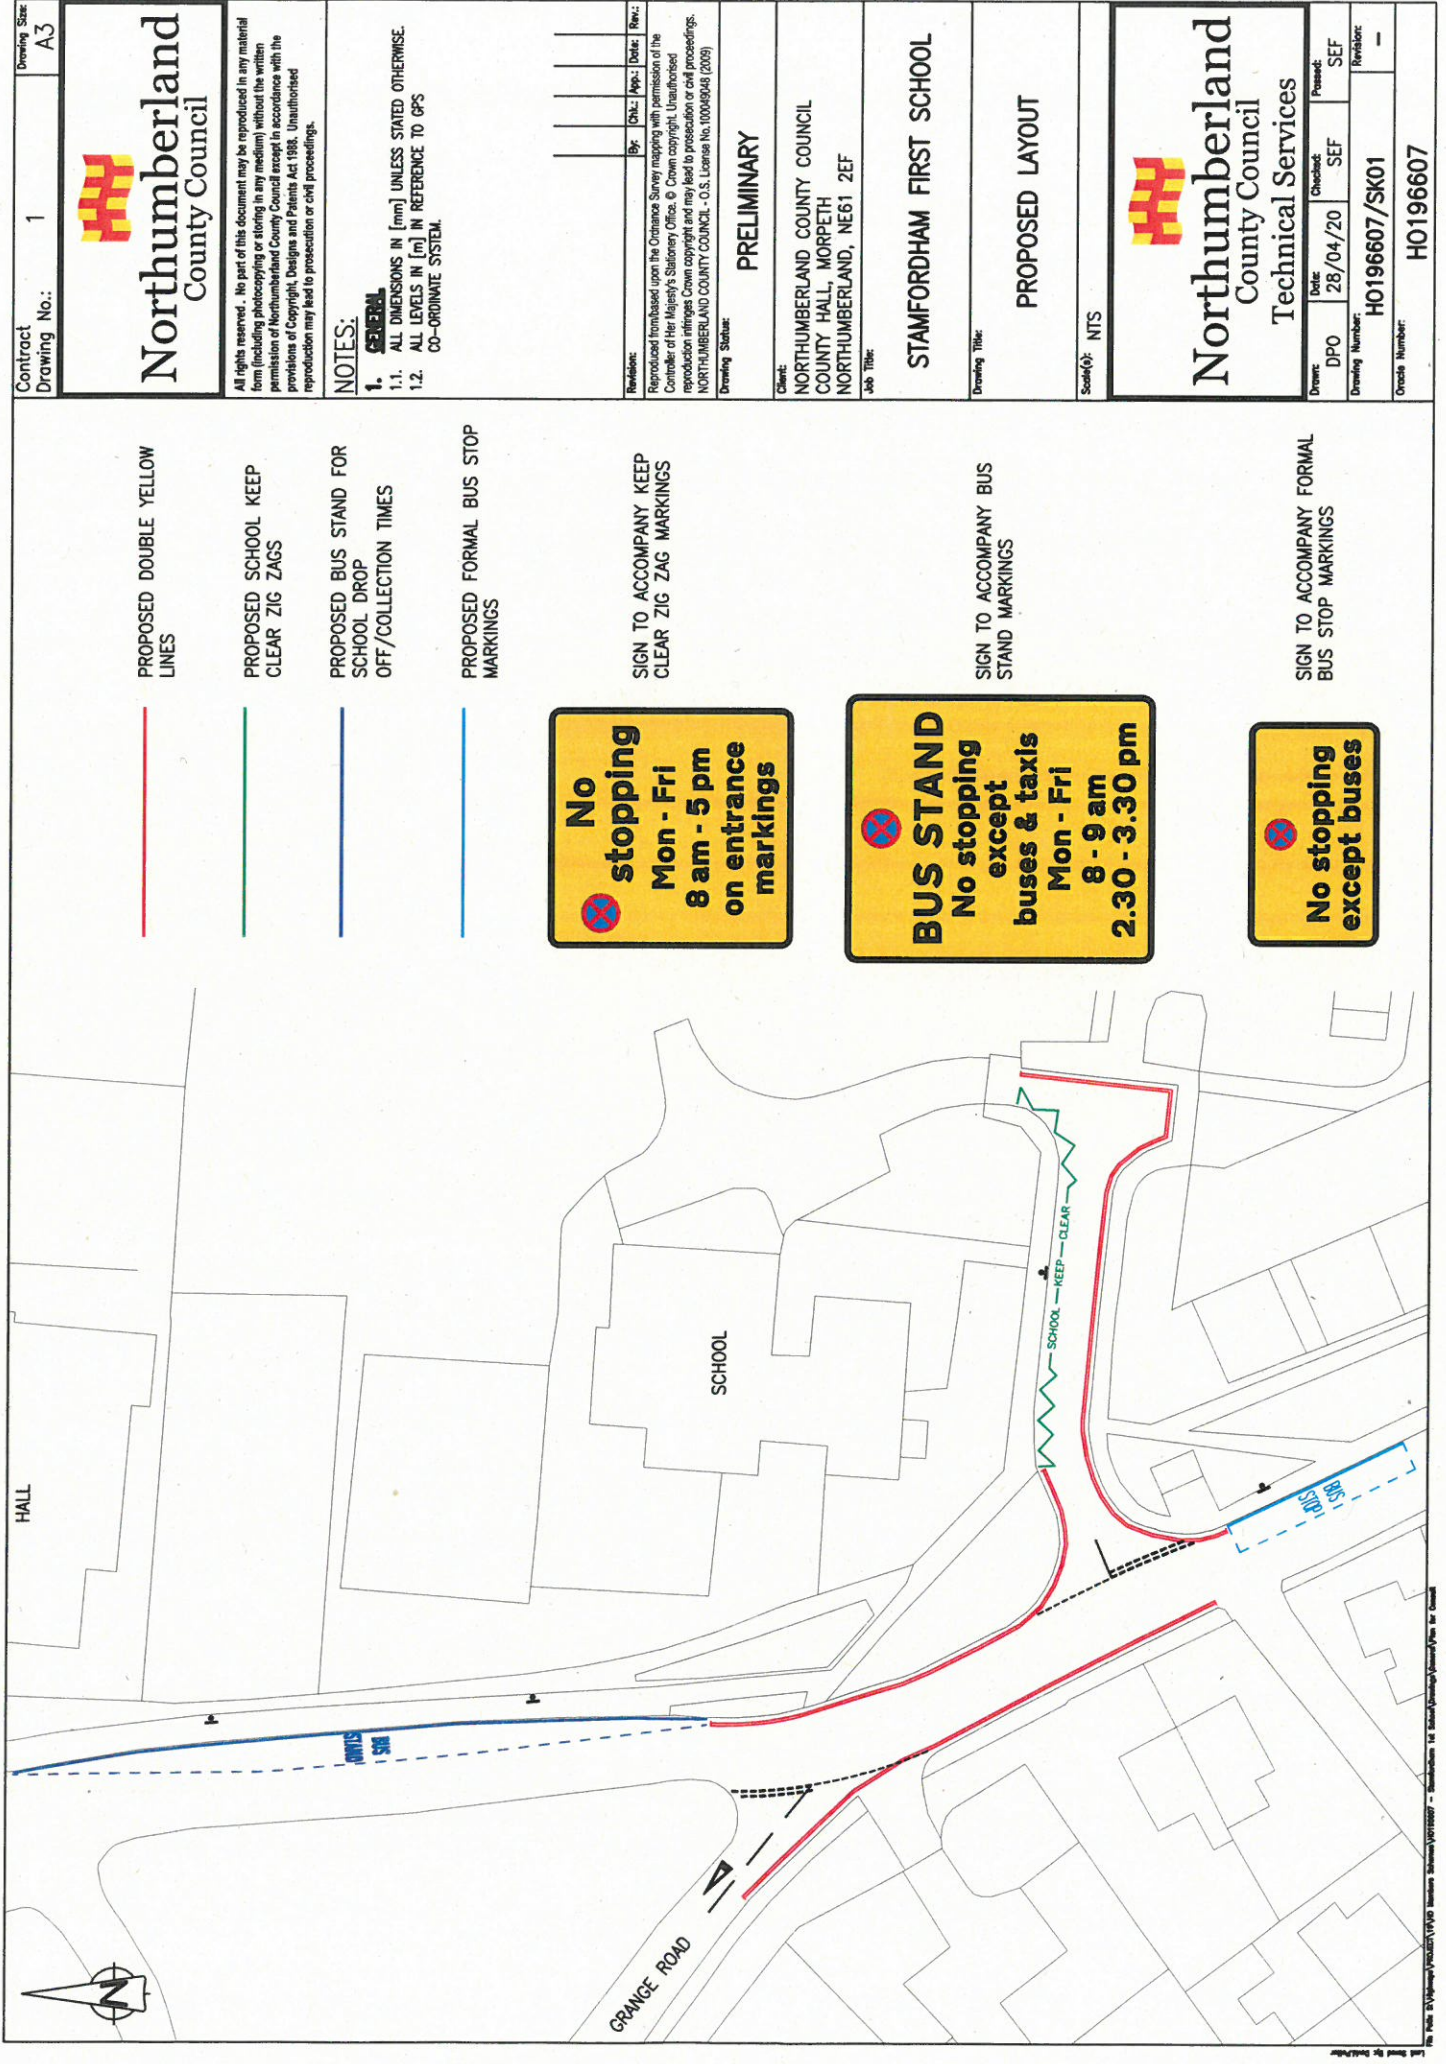 Contract
Drawing No.: 1
Drawing Size:
A3
Northumberland
County Council
All rights reserved . No part of this document may be reproduced in any material
form (including photocopying or storing in any medium) without the written
permission of Northumberland County Council except in accordance with the
provisions of Copyright, Designs and Patents Act 1988. Unauthorised
reproduction may lead to prosecution or civil proceedings.
NOTES:
1. GENERAL
1.1. ALL DIMENSIONS IN [mm] UNLESS STATED OTHERWISE.
1.2. ALL LEVELS IN [m] IN REFERENCE TO GPS
CO-ORDINATE SYSTEM.
Revision: By: Chk.: App.: Date: Rev.:
Reproduced from/based upon the Ordnance Survey mapping with permission of the
Controller of Her Majesty's Stationery Office. © Crown copyright. Unauthorised
reproduction infringes Crown copyright and may lead to prosecution or civil proceedings.
NORTHUMBERLAND COUNTY COUNCIL - O.S. License No.100049048 (2009)
Drawing Status:
PRELIMINARY
Client:
NORTHUMBERLAND COUNTY COUNCIL
COUNTY HALL, MORPETH
NORTHUMBERLAND, NE61 2EF
Job Title:
STAMFORDHAM FIRST SCHOOL
Drawing Title:
PROPOSED LAYOUT
Scale(s): NTS
Northumberland
County Council
Technical Services
Drawn: Date: Checked: Passed:
DPO 28/04/20 SEF SEF
Drawing Number: Revision:
HO196607/SK01 –
Oracle Number:
HO196607
PROPOSED DOUBLE YELLOW
LINES
PROPOSED SCHOOL KEEP
CLEAR ZIG ZAGS
PROPOSED BUS STAND FOR
SCHOOL DROP
OFF/COLLECTION TIMES
PROPOSED FORMAL BUS STOP
MARKINGS
No
stopping
Mon - Fri
8 am - 5 pm
on entrance
markings
SIGN TO ACCOMPANY KEEP
CLEAR ZIG ZAG MARKINGS
BUS STAND
No stopping
except
buses & taxis
Mon - Fri
8 - 9 am
2.30 - 3.30 pm
SIGN TO ACCOMPANY BUS
STAND MARKINGS
No stopping
except buses
SIGN TO ACCOMPANY FORMAL
BUS STOP MARKINGS
HALL
SCHOOL
SCHOOL KEEP CLEAR
BUS
STAND
BUS
STOP
GRANGE ROAD
N